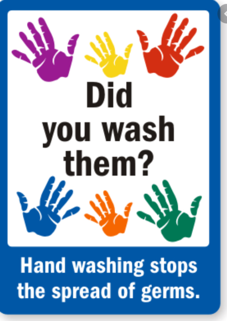 Did
you wash
them?
Hand washing stops
the spread of germs.